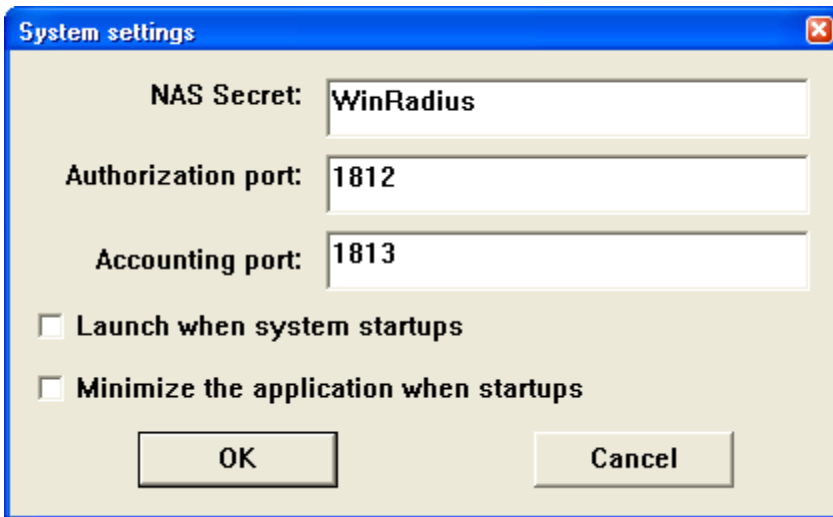 System settings
NAS Secret: WinRadius
Authorization port: 1812
Accounting port: 1813
Launch when system startups
Minimize the application when startups
OK Cancel